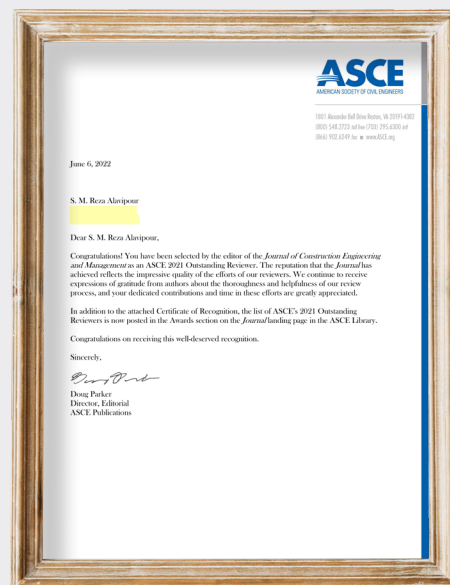 ASCE
AMERICAN SOCIETY OF CIVIL ENGINEERS
1801 Alexander Bell Drive Reston, VA 20191-4382
(800) 548.2723 toll free (703) 295.6300 intl
(866) 902.6249 fax ■ www.ASCE.org
June 6, 2022
S. M. Reza Alavipour
Dear S. M. Reza Alavipour,
Congratulations! You have been selected by the editor of the Journal of Construction Engineering
and Management as an ASCE 2021 Outstanding Reviewer. The reputation that the Journal has
achieved reflects the impressive quality of the efforts of our reviewers. We continue to receive
expressions of gratitude from authors about the thoroughness and helpfulness of our review
process, and your dedicated contributions and time in these efforts are greatly appreciated.
In addition to the attached Certificate of Recognition, the list of ASCE's 2021 Outstanding
Reviewers is now posted in the Awards section on the Journal landing page in the ASCE Library.
Congratulations on receiving this well-deserved recognition.
Sincerely,
Doug Parker
Director, Editorial
ASCE Publications